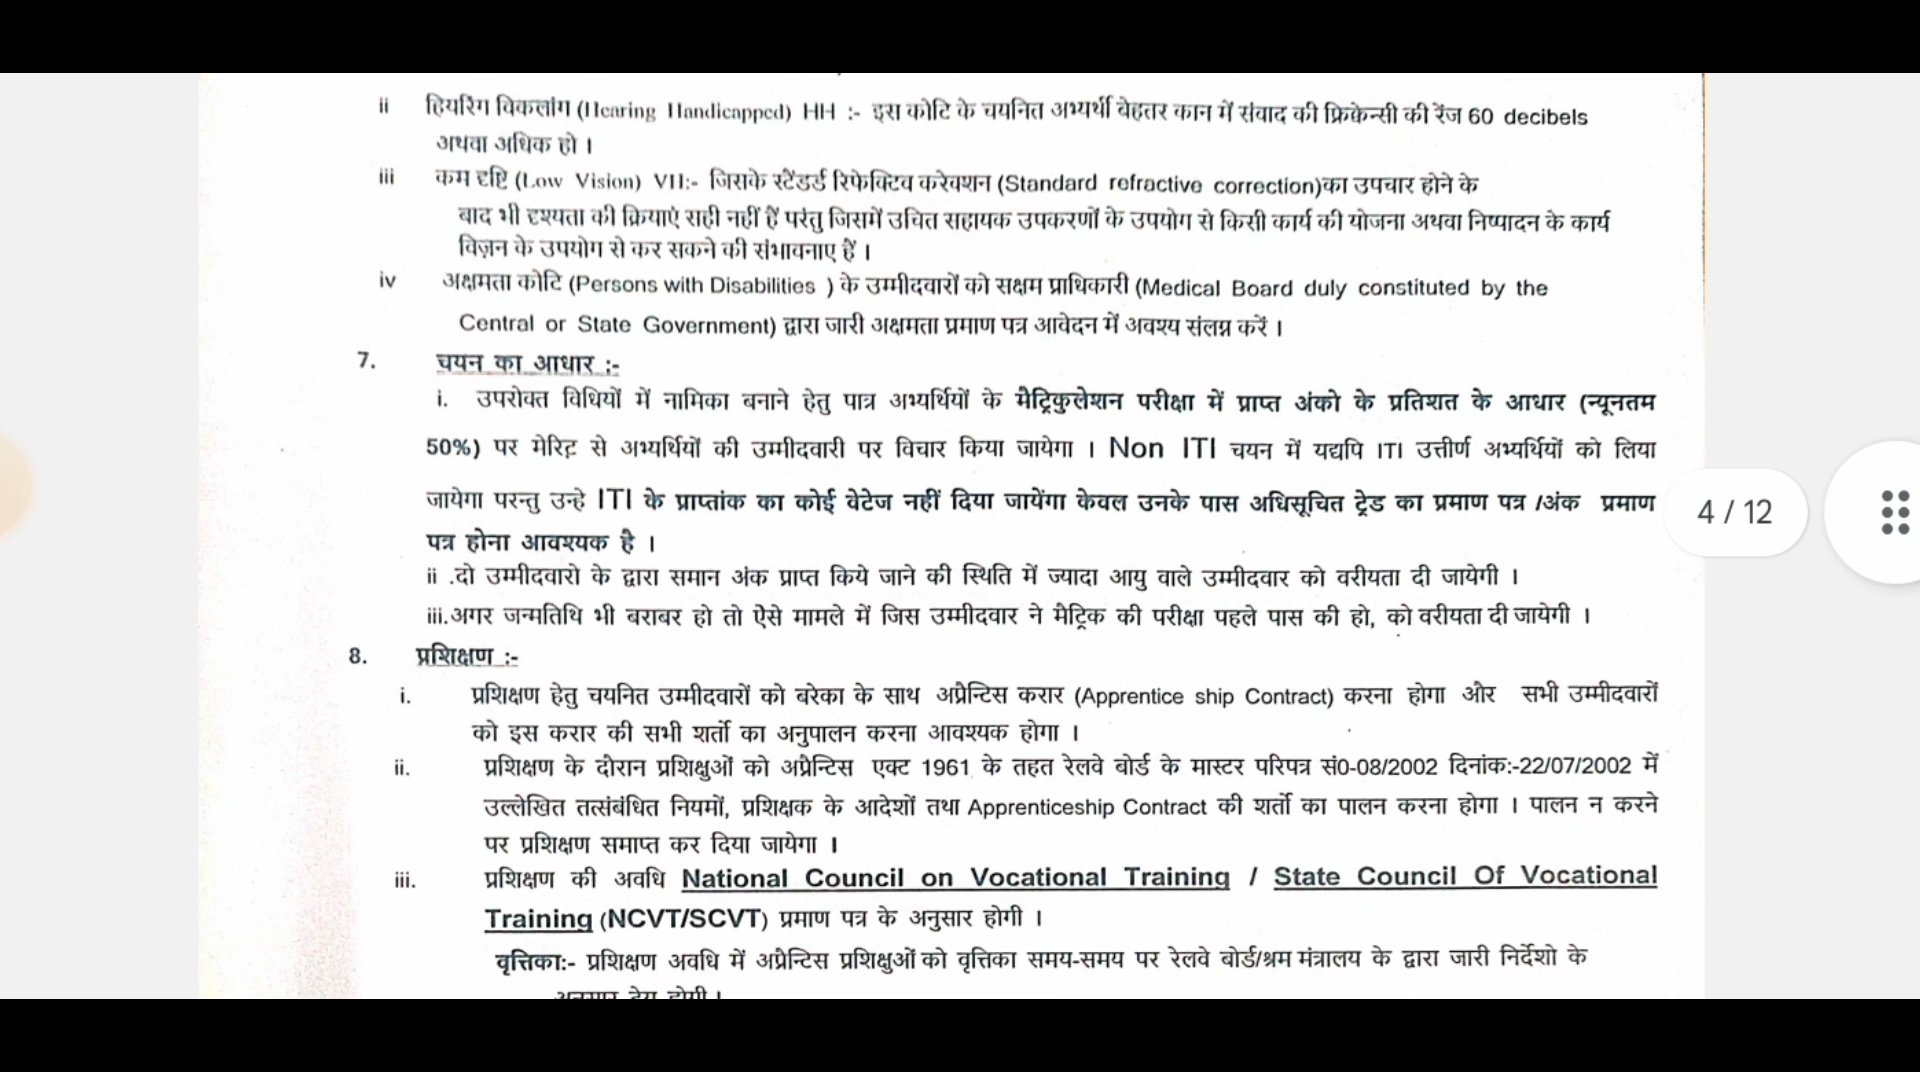 ii हियरिंग विकलांग (Hearing Handicapped) HH :- इस कोटि के चयनित अभ्यर्थी बेहतर कान में संवाद की फ्रिक्वेन्सी की रेंज 60 decibels
अथवा अधिक हो ।
iii कम दृष्टि (Low Vision) VH:- जिसके स्टैंडर्ड रिफेक्टिव करेक्शन (Standard refractive correction)का उपचार होने के
बाद भी दृश्यता की क्रियाएं सही नहीं हैं परंतु जिसमें उचित सहायक उपकरणों के उपयोग से किसी कार्य की योजना अथवा निष्पादन के कार्य
विज़न के उपयोग से कर सकने की संभावनाए हैं ।
iv अक्षमता कोटि (Persons with Disabilities ) के उम्मीदवारों को सक्षम प्राधिकारी (Medical Board duly constituted by the
Central or State Government) द्वारा जारी अक्षमता प्रमाण पत्र आवेदन में अवश्य संलग्न करें ।
7. चयन का आधार :-
i. उपरोक्त विधियों में नामिका बनाने हेतु पात्र अभ्यर्थियों के मैट्रिकुलेशन परीक्षा में प्राप्त अंको के प्रतिशत के आधार (न्यूनतम
50%) पर मेरिट से अभ्यर्थियों की उम्मीदवारी पर विचार किया जायेगा । Non ITI चयन में यद्यपि ITI उत्तीर्ण अभ्यर्थियों को लिया
जायेगा परन्तु उन्हे ITI के प्राप्तांक का कोई वेटेज नहीं दिया जायेंगा केवल उनके पास अधिसूचित ट्रेड का प्रमाण पत्र /अंक प्रमाण
पत्र होना आवश्यक है ।
ii .दो उम्मीदवारो के द्वारा समान अंक प्राप्त किये जाने की स्थिति में ज्यादा आयु वाले उम्मीदवार को वरीयता दी जायेगी ।
iii.अगर जन्मतिथि भी बराबर हो तो ऐसे मामले में जिस उम्मीदवार ने मैट्रिक की परीक्षा पहले पास की हो, को वरीयता दी जायेगी ।
8. प्रशिक्षण :-
i. प्रशिक्षण हेतु चयनित उम्मीदवारों को बरेका के साथ अप्रेन्टिस करार (Apprentice ship Contract) करना होगा और सभी उम्मीदवारों
को इस करार की सभी शर्तो का अनुपालन करना आवश्यक होगा ।
ii. प्रशिक्षण के दौरान प्रशिक्षुओं को अप्रेन्टिस एक्ट 1961 के तहत रेलवे बोर्ड के मास्टर परिपत्र सं0-08/2002 दिनांक:-22/07/2002 में
उल्लेखित तत्संबंधित नियमों, प्रशिक्षक के आदेशों तथा Apprenticeship Contract की शर्तो का पालन करना होगा । पालन न करने
पर प्रशिक्षण समाप्त कर दिया जायेगा ।
iii. प्रशिक्षण की अवधि National Council on Vocational Training / State Council Of Vocational
Training (NCVT/SCVT) प्रमाण पत्र के अनुसार होगी ।
वृत्तिका:- प्रशिक्षण अवधि में अप्रेन्टिस प्रशिक्षुओं को वृत्तिका समय-समय पर रेलवे बोर्ड/श्रम मंत्रालय के द्वारा जारी निर्देशो के
4 / 12